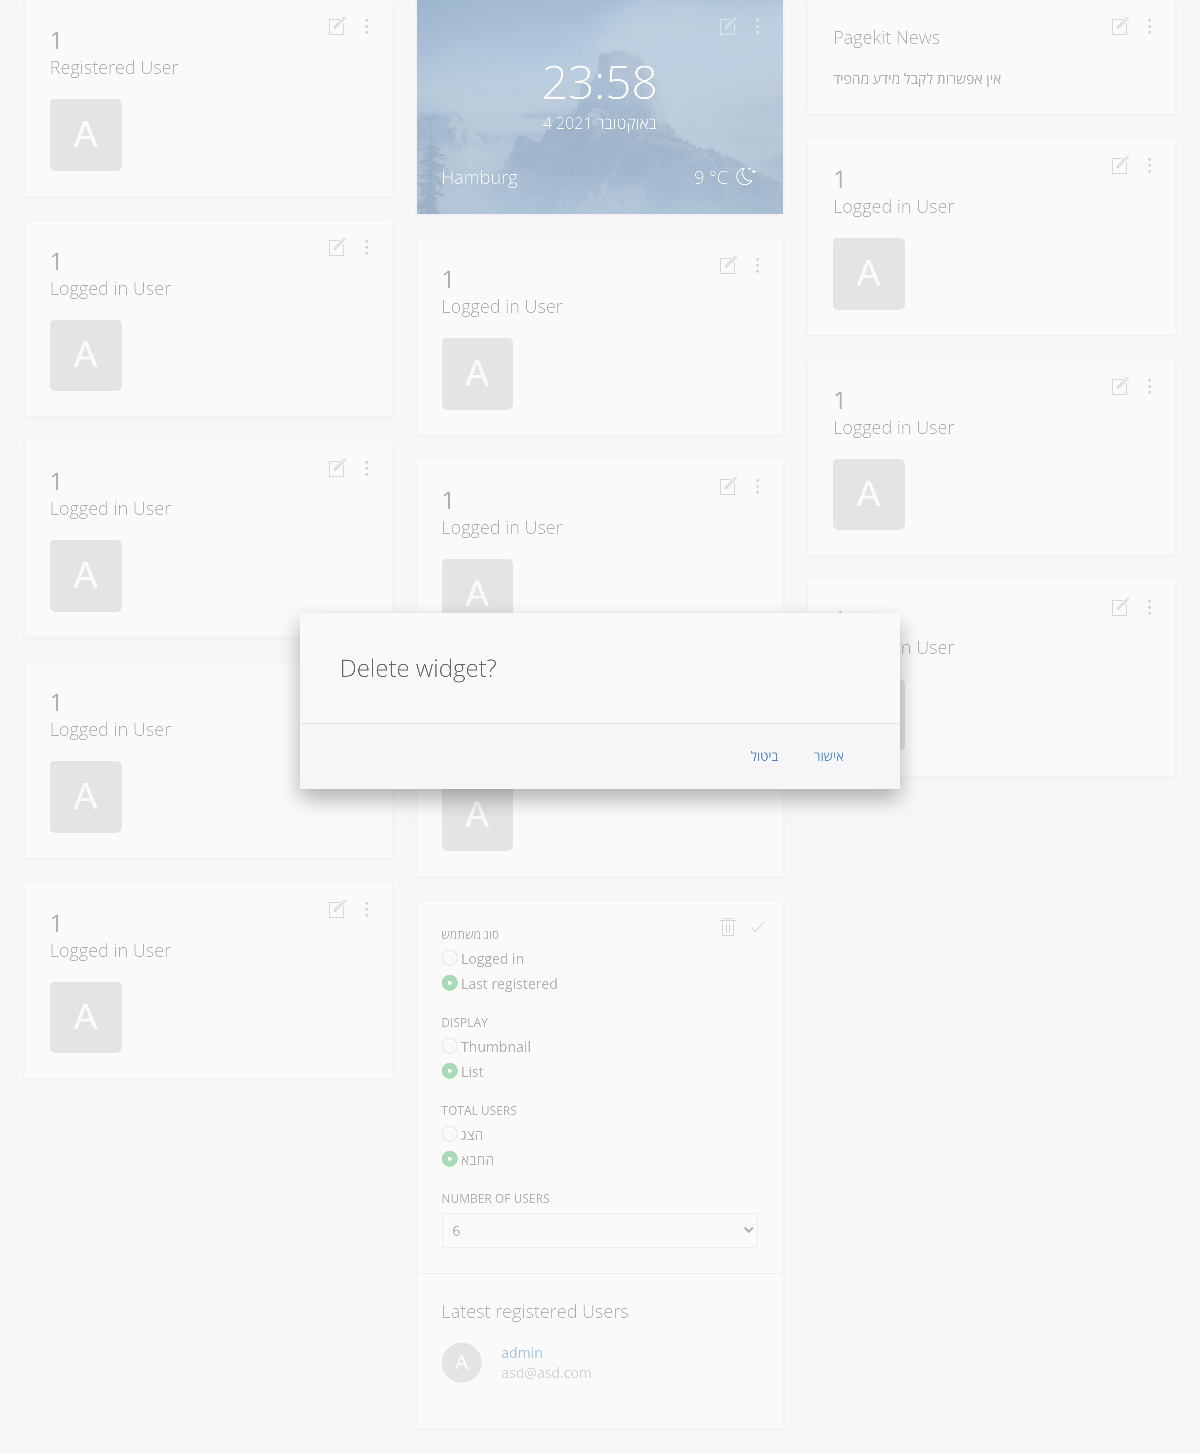 1
Registered User
A
1
Logged in User
A
1
Logged in User
A
1
Logged in User
A
1
Logged in User
A
23:58
4 באוקטובר 2021
Hamburg
9 °C
1
Logged in User
A
1
Logged in User
A
A
סוג משתמש
Logged in
Last registered
DISPLAY
Thumbnail
List
TOTAL USERS
הצג
החבא
NUMBER OF USERS
6
Latest registered Users
A
admin
asd@asd.com
Pagekit News
אין אפשרות לקבל מידע מהפיד
1
Logged in User
A
1
Logged in User
A
n User
Delete widget?
ביטול
אישור